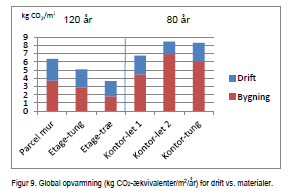 kg CO₂/m²
120 år
80 år
9
8
7
6
5
4
3
2
1
0
Drift
Bygning
Parcel mur
Etage-tung
Etage-træ
Kontor-let 1
Kontor-let 2
Kontor-tung
Figur 9. Global opvarmning (kg CO₂-ækvivalenter/m²/år) for drift vs. materialer.